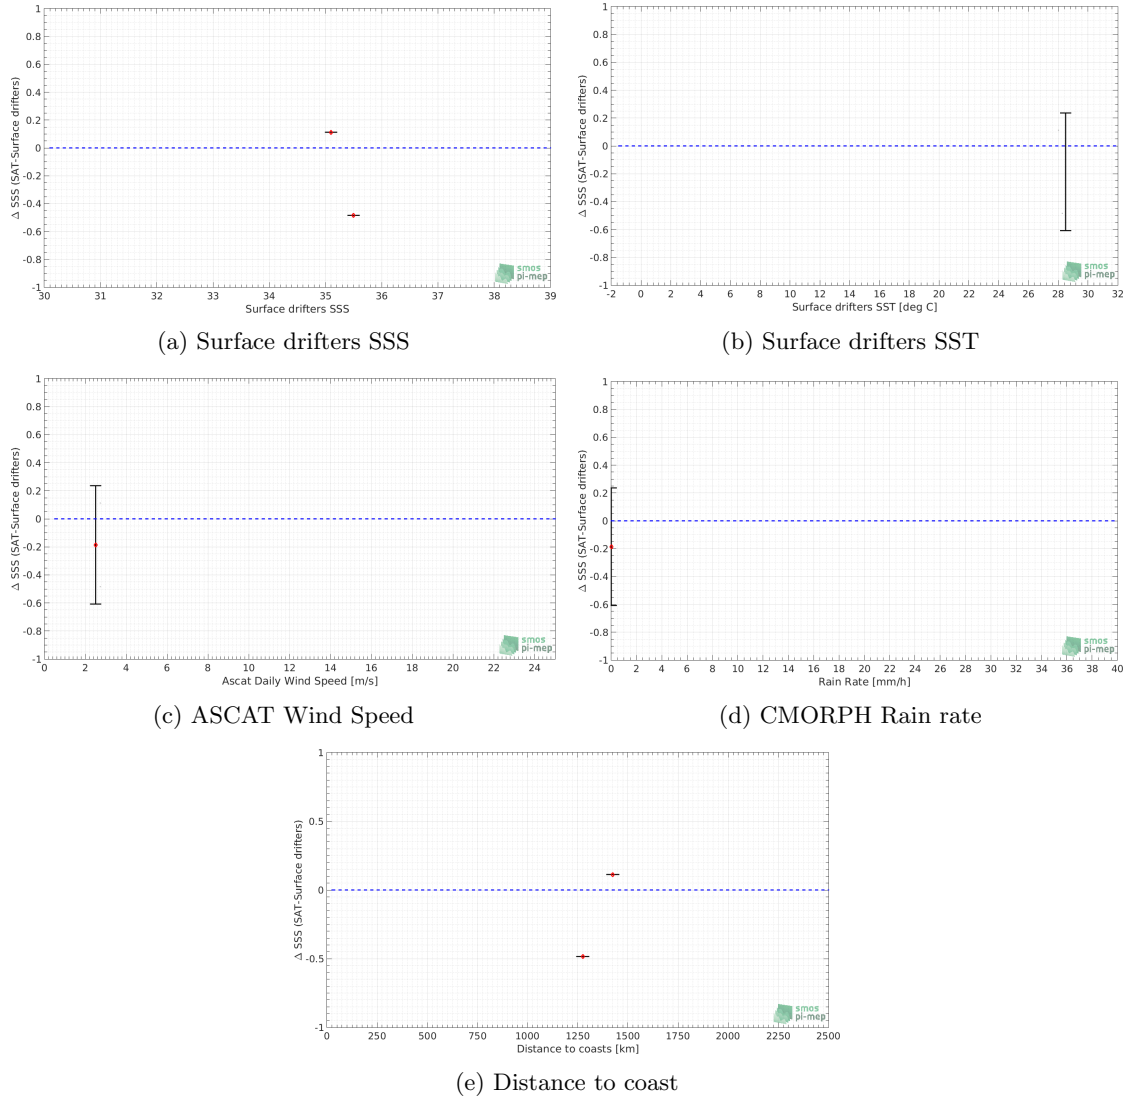 1
0.8
0.6
0.4
0.2
0
-0.2
-0.4
-0.6
-0.8
-1
Δ SSS (SAT-Surface drifters)
30 31 32 33 34 35 36 37 38 39
Surface drifters SSS
smos
pi-mep
1
0.8
0.6
0.4
0.2
0
-0.2
-0.4
-0.6
-0.8
-1
Δ SSS (SAT-Surface drifters)
-2 0 2 4 6 8 10 12 14 16 18 20 22 24 26 28 30 32
Surface drifters SST [deg C]
smos
pi-mep
(a) Surface drifters SSS
(b) Surface drifters SST
1
0.8
0.6
0.4
0.2
0
-0.2
-0.4
-0.6
-0.8
-1
Δ SSS (SAT-Surface drifters)
0 2 4 6 8 10 12 14 16 18 20 22 24
Ascat Daily Wind Speed [m/s]
smos
pi-mep
1
0.8
0.6
0.4
0.2
0
-0.2
-0.4
-0.6
-0.8
-1
Δ SSS (SAT-Surface drifters)
0 2 4 6 8 10 12 14 16 18 20 22 24 26 28 30 32 34 36 38 40
Rain Rate [mm/h]
smos
pi-mep
(c) ASCAT Wind Speed
(d) CMORPH Rain rate
1
0.5
0
-0.5
-1
Δ SSS (SAT-Surface drifters)
0 250 500 750 1000 1250 1500 1750 2000 2250 2500
Distance to coasts [km]
smos
pi-mep
(e) Distance to coast